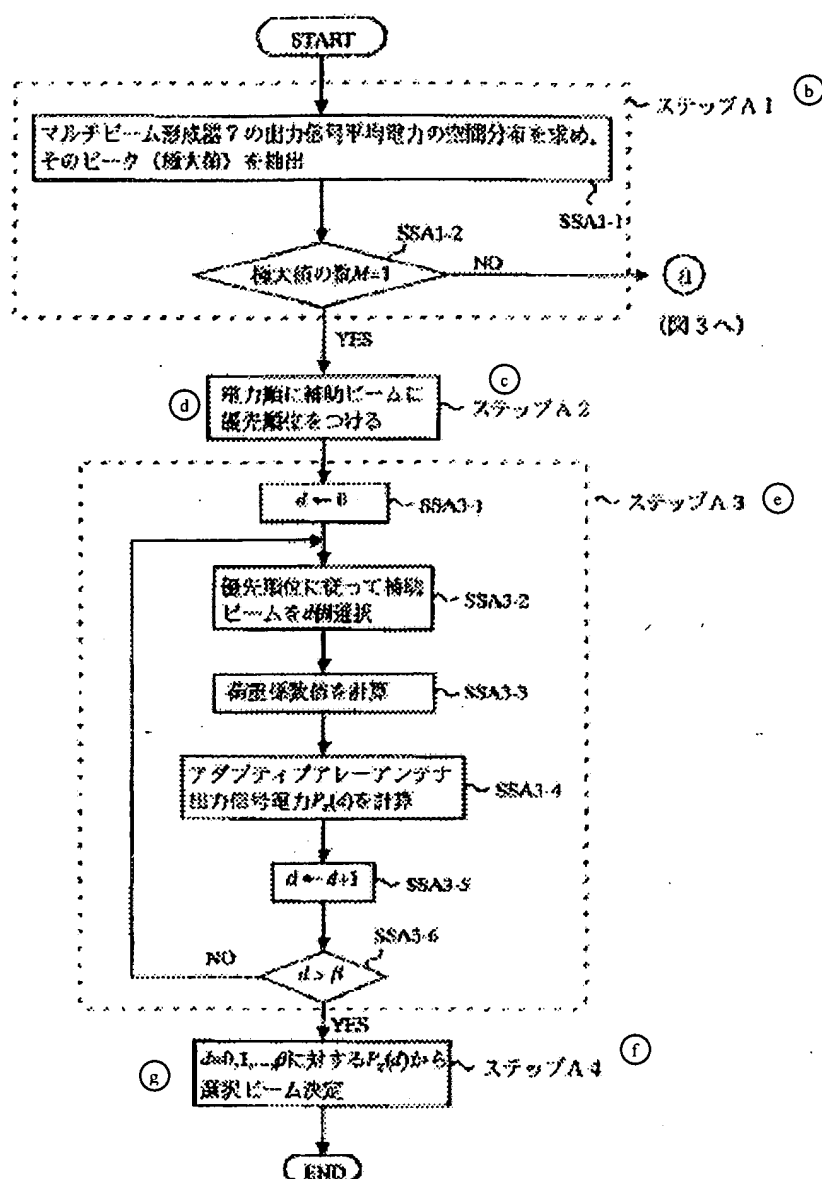 START
ⓑ
ステップA1
マルチビーム形成器7の出力信号平均電力の空間分布を求め、
そのピーク(極大値)を抽出
SSA1-1
SSA1-2
極大値の数M=1
NO
ⓐ
(図3へ)
YES
ⓒ
ⓓ
電力順に補助ビームに
優先順位をつける
ステップA2
d←0
SSA3-1
ステップA3
ⓔ
優先順位に従って補助
ビームをd個選択
SSA3-2
荷重係数値を計算
SSA3-3
アダプティブアレーアンテナ
出力信号電力を計算
SSA3-4
d←d+1
SSA3-5
SSA3-6
NO
d>β
YES
ⓕ
ⓖ
d=0,1,...,βに対する から
選択ビーム決定
ステップA4
END